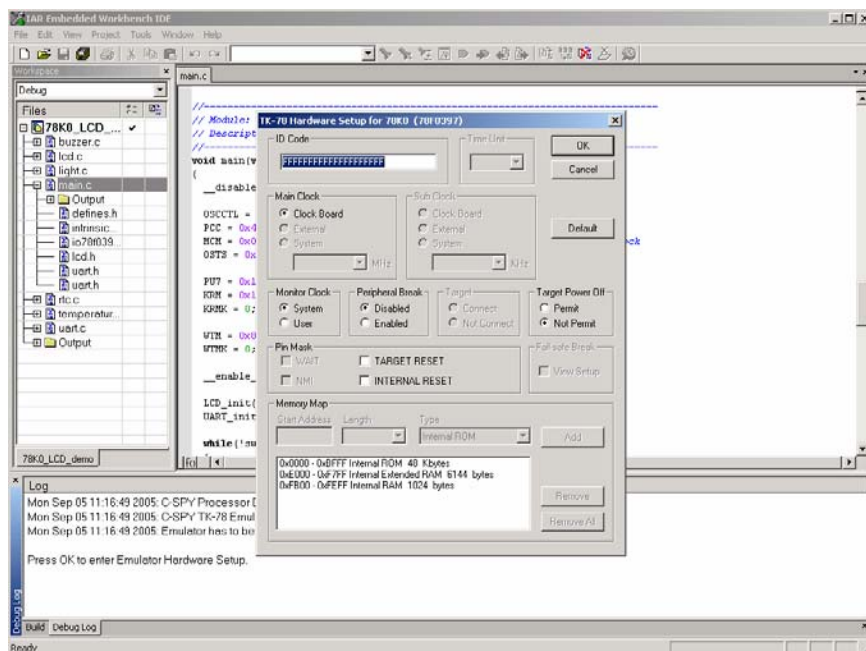 IAR Embedded Workbench IDE
File Edit View Project Tools Window Help
Workspace
Debug
Files
78K0_LCD_...
buzzer.c
lcd.c
light.c
main.c
Output
defines.h
intrinsic...
io78f039...
lcd.h
uart.h
uart.h
rtc.c
temperatur...
uart.c
Output
78K0_LCD_demo
main.c
// Module:
// Descript
void main(v
{
__disable
OSCCTL =
PCC = 0x4
MCM = 0x0
OSTS = 0x
ck
PU7 = 0x1
KRM = 0x1
KRMK = 0;
WTM = 0x8
WTMK = 0;
__enable_
LCD_init(
UART_init
while('su
TK-78 Hardware Setup for 78K0 (78F0397)
ID Code
FFFFFFFFFFFFFFFFFFFF
Time Unit
OK
Cancel
Main Clock
Clock Board
External
System
MHz
Sub Clock
Clock Board
External
System
KHz
Default
Monitor Clock
System
User
Peripheral Break
Disabled
Enabled
Target
Connect
Not Connect
Target Power Off
Permit
Not Permit
Pin Mask
WAIT
TARGET RESET
NMI
INTERNAL RESET
Fail-safe Break
View Setup
Memory Map
Start Address Length Type
Internal ROM
Add
0x0000 - 0xBFFF Internal ROM 48 Kbytes
0xE000 - 0xF7FF Internal Extended RAM 6144 bytes
0xFB00 - 0xFEFF Internal RAM 1024 bytes
Remove
Remove All
Log
Mon Sep 05 11:16:49 2005: C-SPY Processor D
Mon Sep 05 11:16:49 2005: C-SPY TK-78 Emul
Mon Sep 05 11:16:49 2005: Emulator has to be
Press OK to enter Emulator Hardware Setup.
Debug Log
Build Debug Log
Ready